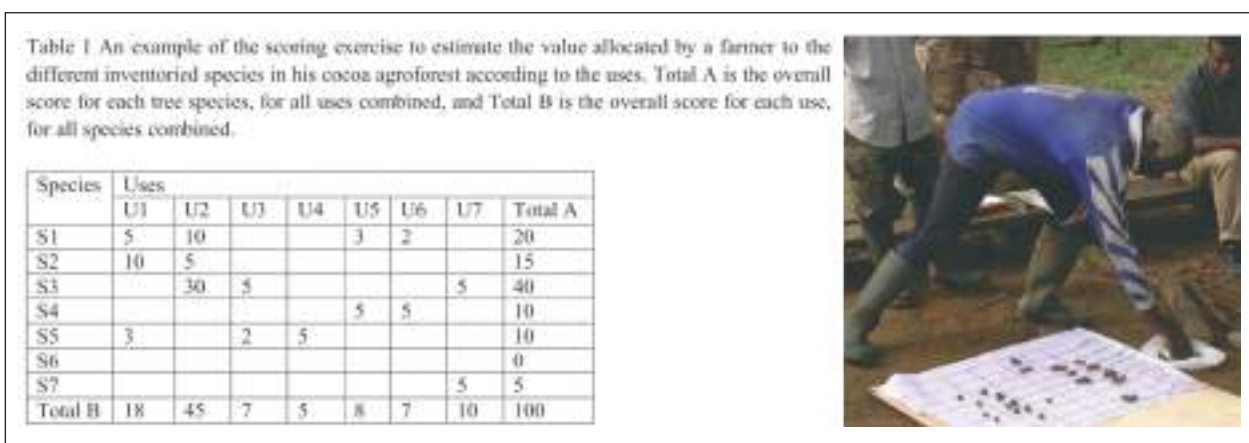 Table 1 An example of the scoring exercise to estimate the value allocated by a farmer to the
different inventoried species in his cocoa agroforest according to the uses. Total A is the overall
score for each tree species, for all uses combined, and Total B is the overall score for each use,
for all species combined.
Species Uses
U1 U2 U3 U4 U5 U6 U7 Total A
S1 5 10 3 2 20
S2 10 5 15
S3 30 5 5 40
S4 5 5 10
S5 3 2 5 10
S6 0
S7 5 5
Total B 18 45 7 5 8 7 10 100